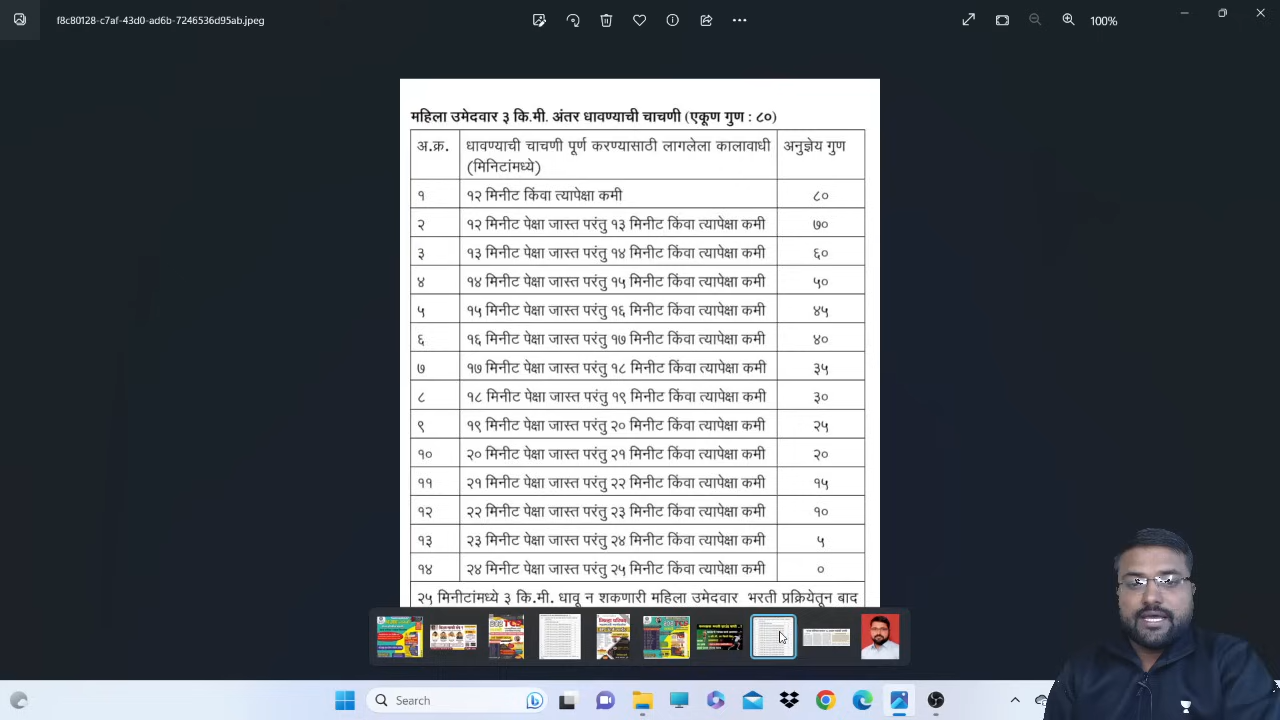 f8c80128-c7af-43d0-ad6b-7246536d95ab.jpeg
100%
महिला उमेदवार ३ कि.मी. अंतर धावण्याची चाचणी (एकूण गुण : ८०)
अ.क्र. धावण्याची चाचणी पूर्ण करण्यासाठी लागलेला कालावाधी (मिनिटांमध्ये) अनुज्ञेय गुण
१ १२ मिनीट किंवा त्यापेक्षा कमी ८०
२ १२ मिनीट पेक्षा जास्त परंतु १३ मिनीट किंवा त्यापेक्षा कमी ७०
३ १३ मिनीट पेक्षा जास्त परंतु १४ मिनीट किंवा त्यापेक्षा कमी ६०
४ १४ मिनीट पेक्षा जास्त परंतु १५ मिनीट किंवा त्यापेक्षा कमी ५०
५ १५ मिनीट पेक्षा जास्त परंतु १६ मिनीट किंवा त्यापेक्षा कमी ४५
६ १६ मिनीट पेक्षा जास्त परंतु १७ मिनीट किंवा त्यापेक्षा कमी ४०
७ १७ मिनीट पेक्षा जास्त परंतु १८ मिनीट किंवा त्यापेक्षा कमी ३५
८ १८ मिनीट पेक्षा जास्त परंतु १९ मिनीट किंवा त्यापेक्षा कमी ३०
९ १९ मिनीट पेक्षा जास्त परंतु २० मिनीट किंवा त्यापेक्षा कमी २५
१० २० मिनीट पेक्षा जास्त परंतु २१ मिनीट किंवा त्यापेक्षा कमी २०
११ २१ मिनीट पेक्षा जास्त परंतु २२ मिनीट किंवा त्यापेक्षा कमी १५
१२ २२ मिनीट पेक्षा जास्त परंतु २३ मिनीट किंवा त्यापेक्षा कमी १०
१३ २३ मिनीट पेक्षा जास्त परंतु २४ मिनीट किंवा त्यापेक्षा कमी ५
१४ २४ मिनीट पेक्षा जास्त परंतु २५ मिनीट किंवा त्यापेक्षा कमी ०
२५ मिनीटांमध्ये ३ कि.मी. धावू न शकणारी महिला उमेदवार भरती प्रक्रियेतून बाद
Search